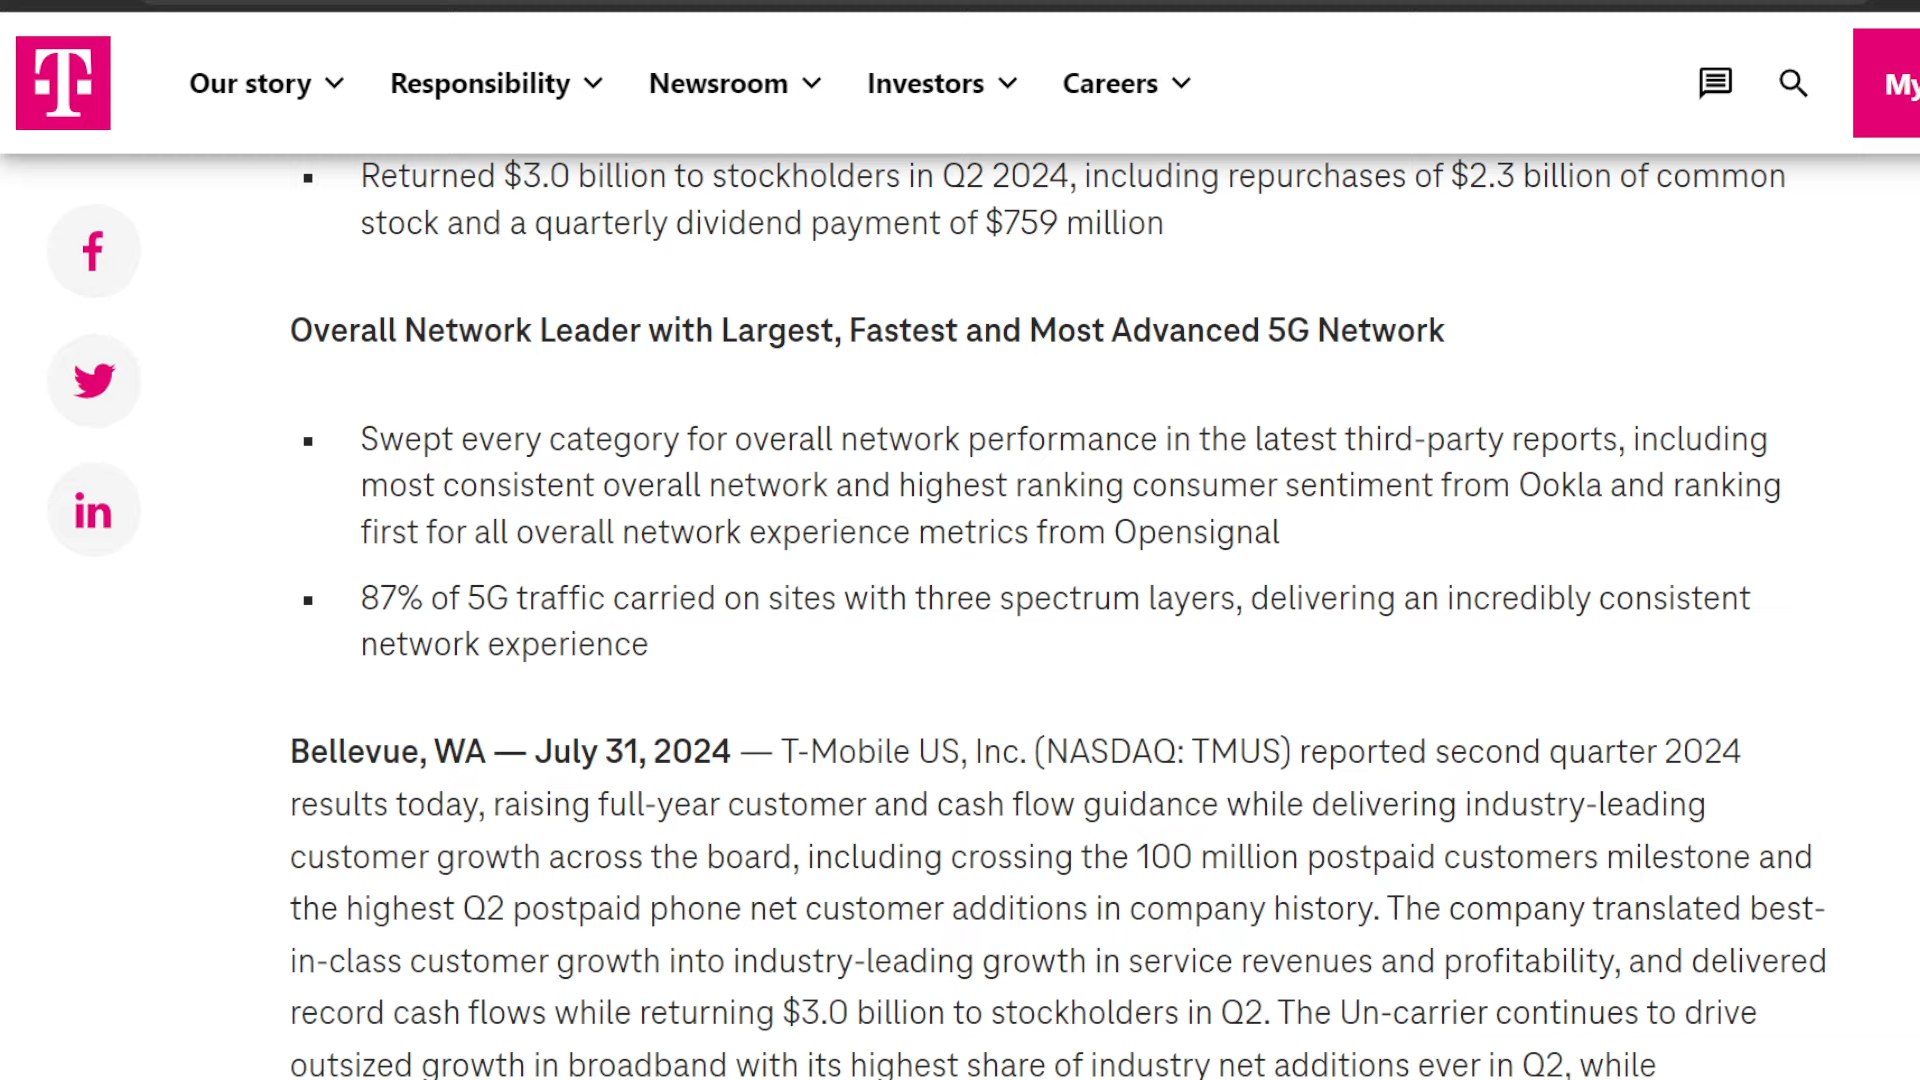 T
Our story Responsibility Newsroom Investors Careers My
Returned $3.0 billion to stockholders in Q2 2024, including repurchases of $2.3 billion of common
stock and a quarterly dividend payment of $759 million
f
in
Overall Network Leader with Largest, Fastest and Most Advanced 5G Network
Swept every category for overall network performance in the latest third-party reports, including
most consistent overall network and highest ranking consumer sentiment from Ookla and ranking
first for all overall network experience metrics from Opensignal
87% of 5G traffic carried on sites with three spectrum layers, delivering an incredibly consistent
network experience
Bellevue, WA — July 31, 2024 — T-Mobile US, Inc. (NASDAQ: TMUS) reported second quarter 2024
results today, raising full-year customer and cash flow guidance while delivering industry-leading
customer growth across the board, including crossing the 100 million postpaid customers milestone and
the highest Q2 postpaid phone net customer additions in company history. The company translated best-
in-class customer growth into industry-leading growth in service revenues and profitability, and delivered
record cash flows while returning $3.0 billion to stockholders in Q2. The Un-carrier continues to drive
outsized growth in broadband with its highest share of industry net additions ever in Q2, while